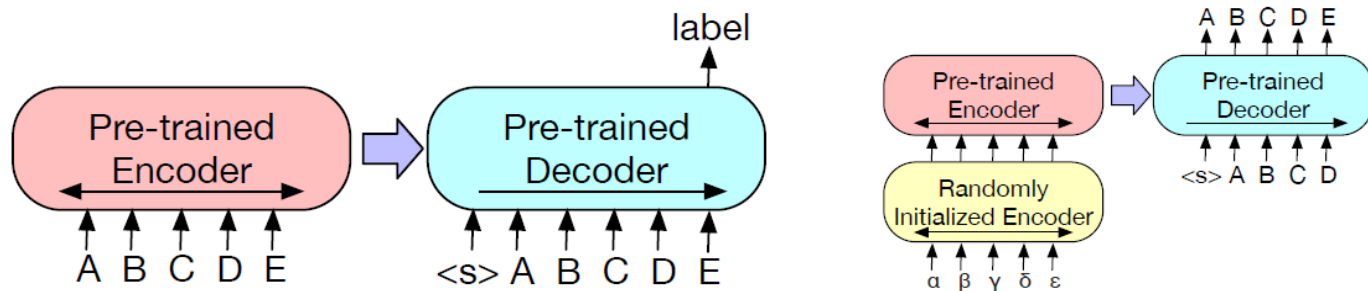 label
Pre-trained
Encoder
Pre-trained
Decoder
A B C D E
<s> A B C D E
A B C D E
Pre-trained
Encoder
Pre-trained
Decoder
<s> A B C D
Randomly
Initialized Encoder
α β γ δ ε